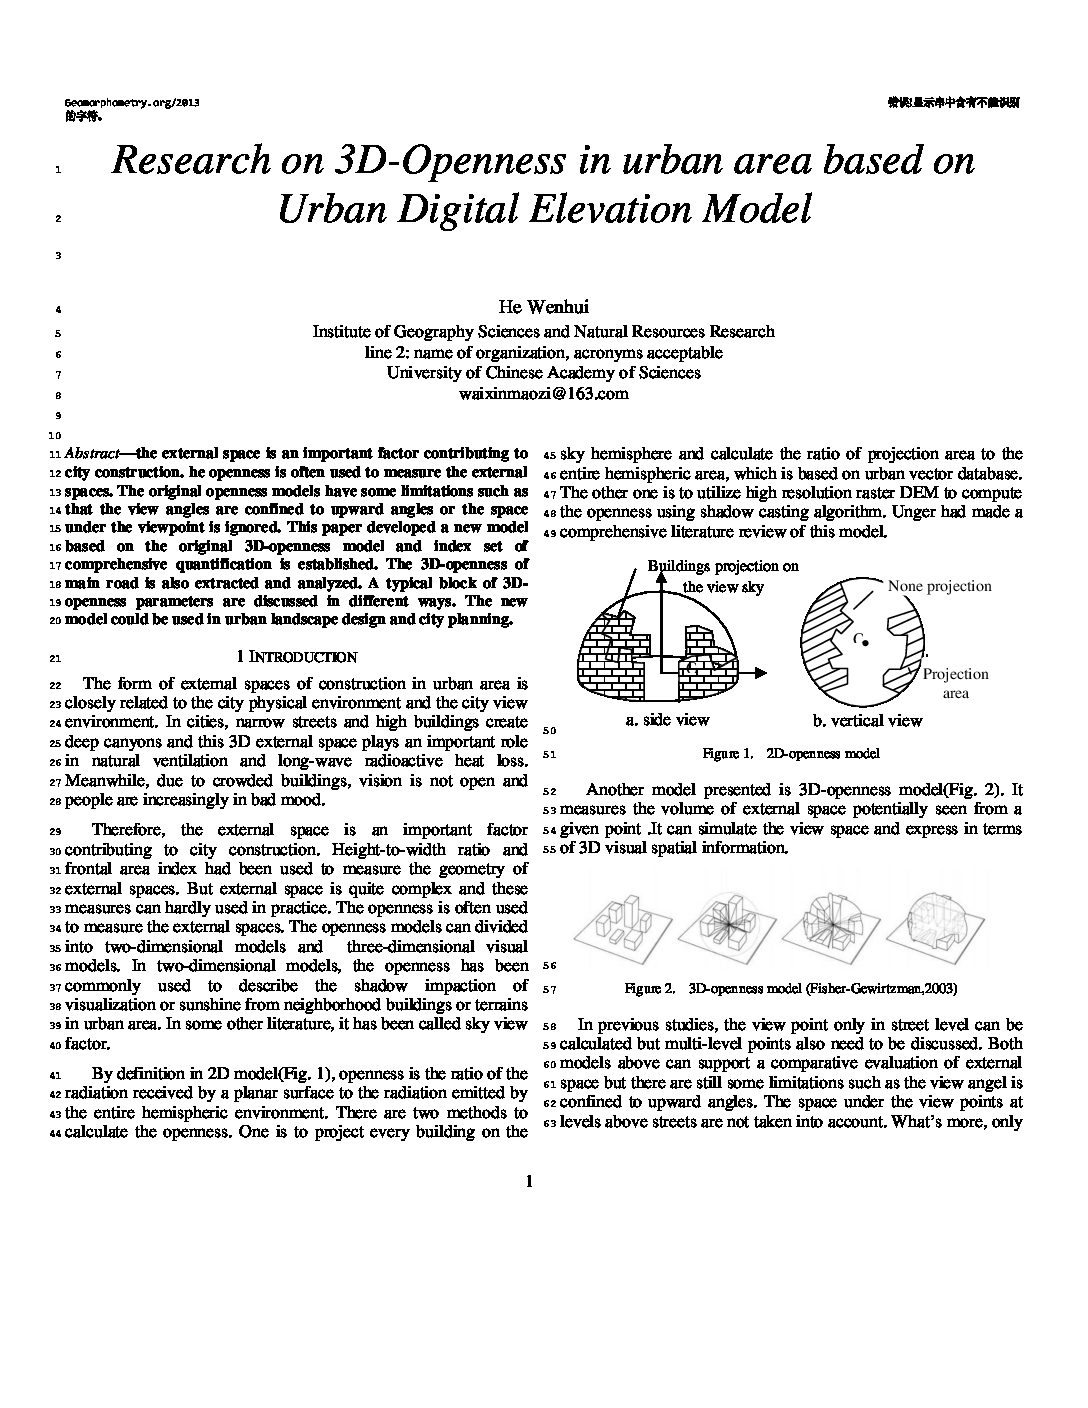 Geomorphometry.org/2013 错误!显示串中含有不能识别
的字符。
1 Research on 3D-Openness in urban area based on
2 Urban Digital Elevation Model
3
4 He Wenhui
5 Institute of Geography Sciences and Natural Resources Research
6 line 2: name of organization, acronyms acceptable
7 University of Chinese Academy of Sciences
8 waixinmaozi@163.com
9
10
11 Abstract—the external space is an important factor contributing to
12 city construction. he openness is often used to measure the external
13 spaces. The original openness models have some limitations such as
14 that the view angles are confined to upward angles or the space
15 under the viewpoint is ignored. This paper developed a new model
16 based on the original 3D-openness model and index set of
17 comprehensive quantification is established. The 3D-openness of
18 main road is also extracted and analyzed. A typical block of 3D-
19 openness parameters are discussed in different ways. The new
20 model could be used in urban landscape design and city planning.
21 1 INTRODUCTION
22 The form of external spaces of construction in urban area is
23 closely related to the city physical environment and the city view
24 environment. In cities, narrow streets and high buildings create
25 deep canyons and this 3D external space plays an important role
26 in natural ventilation and long-wave radioactive heat loss.
27 Meanwhile, due to crowded buildings, vision is not open and
28 people are increasingly in bad mood.
29 Therefore, the external space is an important factor
30 contributing to city construction. Height-to-width ratio and
31 frontal area index had been used to measure the geometry of
32 external spaces. But external space is quite complex and these
33 measures can hardly used in practice. The openness is often used
34 to measure the external spaces. The openness models can divided
35 into two-dimensional models and three-dimensional visual
36 models. In two-dimensional models, the openness has been
37 commonly used to describe the shadow impaction of
38 visualization or sunshine from neighborhood buildings or terrains
39 in urban area. In some other literature, it has been called sky view
40 factor.
41 By definition in 2D model(Fig. 1), openness is the ratio of the
42 radiation received by a planar surface to the radiation emitted by
43 the entire hemispheric environment. There are two methods to
44 calculate the openness. One is to project every building on the
45 sky hemisphere and calculate the ratio of projection area to the
46 entire hemispheric area, which is based on urban vector database.
47 The other one is to utilize high resolution raster DEM to compute
48 the openness using shadow casting algorithm. Unger had made a
49 comprehensive literature review of this model.
Buildings projection on
the view sky
None projection
Projection
area
a. side view b. vertical view
50
51 Figure 1. 2D-openness model
52 Another model presented is 3D-openness model(Fig. 2). It
53 measures the volume of external space potentially seen from a
54 given point .It can simulate the view space and express in terms
55 of 3D visual spatial information.
56
57 Figure 2. 3D-openness model (Fisher-Gewirtzman,2003)
58 In previous studies, the view point only in street level can be
59 calculated but multi-level points also need to be discussed. Both
60 models above can support a comparative evaluation of external
61 space but there are still some limitations such as the view angel is
62 confined to upward angles. The space under the view points at
63 levels above streets are not taken into account. What's more, only
1